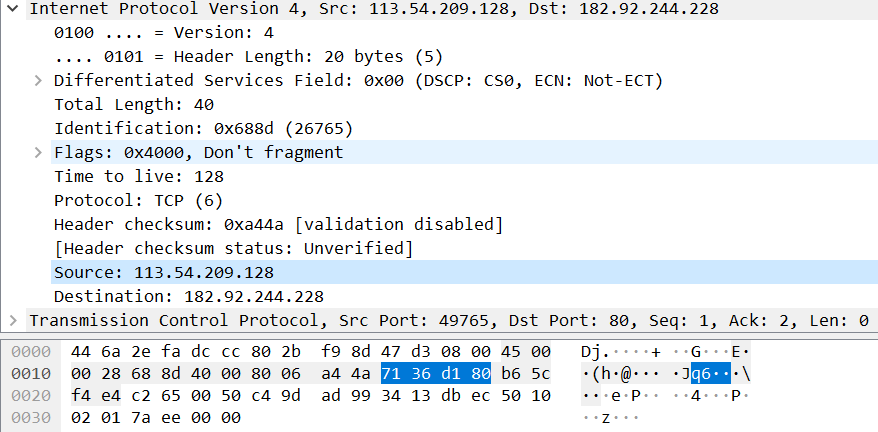 Internet Protocol Version 4, Src: 113.54.209.128, Dst: 182.92.244.228
0100 .... = Version: 4
.... 0101 = Header Length: 20 bytes (5)
Differentiated Services Field: 0x00 (DSCP: CS0, ECN: Not-ECT)
Total Length: 40
Identification: 0x688d (26765)
Flags: 0x4000, Don't fragment
Time to live: 128
Protocol: TCP (6)
Header checksum: 0xa44a [validation disabled]
[Header checksum status: Unverified]
Source: 113.54.209.128
Destination: 182.92.244.228
Transmission Control Protocol, Src Port: 49765, Dst Port: 80, Seq: 1, Ack: 2, Len: 0
0000 44 6a 2e fa dc cc 80 2b f9 8d 47 d3 08 00 45 00 Dj.····+ ··G···E·
0010 00 28 68 8d 40 00 80 06 a4 4a 71 36 d1 80 b6 5c ·(h·@··· ·Jq6···\
0020 f4 e4 c2 65 00 50 c4 9d ad 99 34 13 db ec 50 10 ···e·P·· ··4···P·
0030 02 01 7a ee 00 00 ··z···